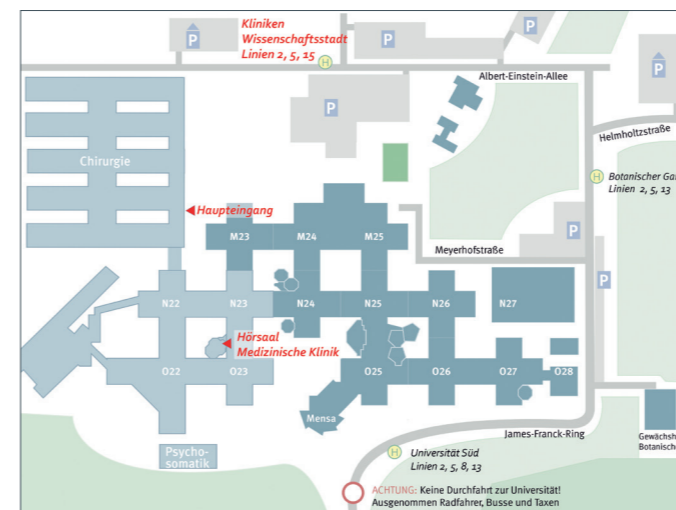 Kliniken
Wissenschaftsstadt
Linien 2, 5, 15
P
P
P
P
H
Albert-Einstein-Allee
P
Helmholtzstraße
Chirurgie
H
Botanischer Ga
Linien 2, 5, 13
Haupteingang
M23
M24
M25
P
Meyerhofstraße
P
N22
N23
N24
N25
N26
N27
Hörsaal
Medizinische Klinik
O22
O23
O25
O26
O27
O28
Mensa
James-Franck-Ring
Gewächsh
Botanische
Psycho-
somatik
H
Universität Süd
Linien 2, 5, 8, 13
ACHTUNG: Keine Durchfahrt zur Universität!
Ausgenommen Radfahrer, Busse und Taxen